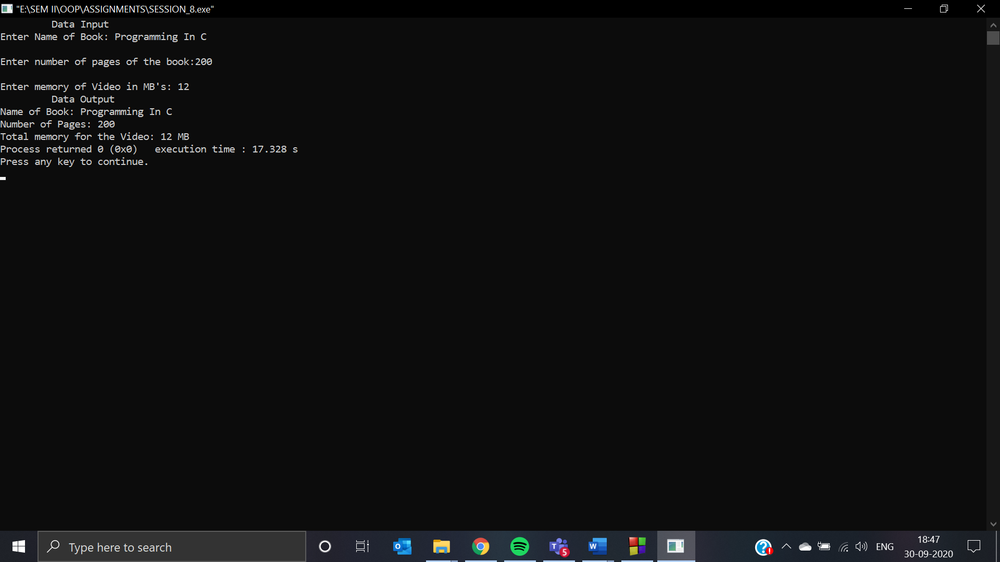 "E:\SEM II\OOP\ASSIGNMENTS\SESSION_8.exe"
Data Input
Enter Name of Book: Programming In C
Enter number of pages of the book:200
Enter memory of Video in MB's: 12
Data Output
Name of Book: Programming In C
Number of Pages: 200
Total memory for the Video: 12 MB
Process returned 0 (0x0)   execution time : 17.328 s
Press any key to continue.
Type here to search
5
ENG
18:47
30-09-2020